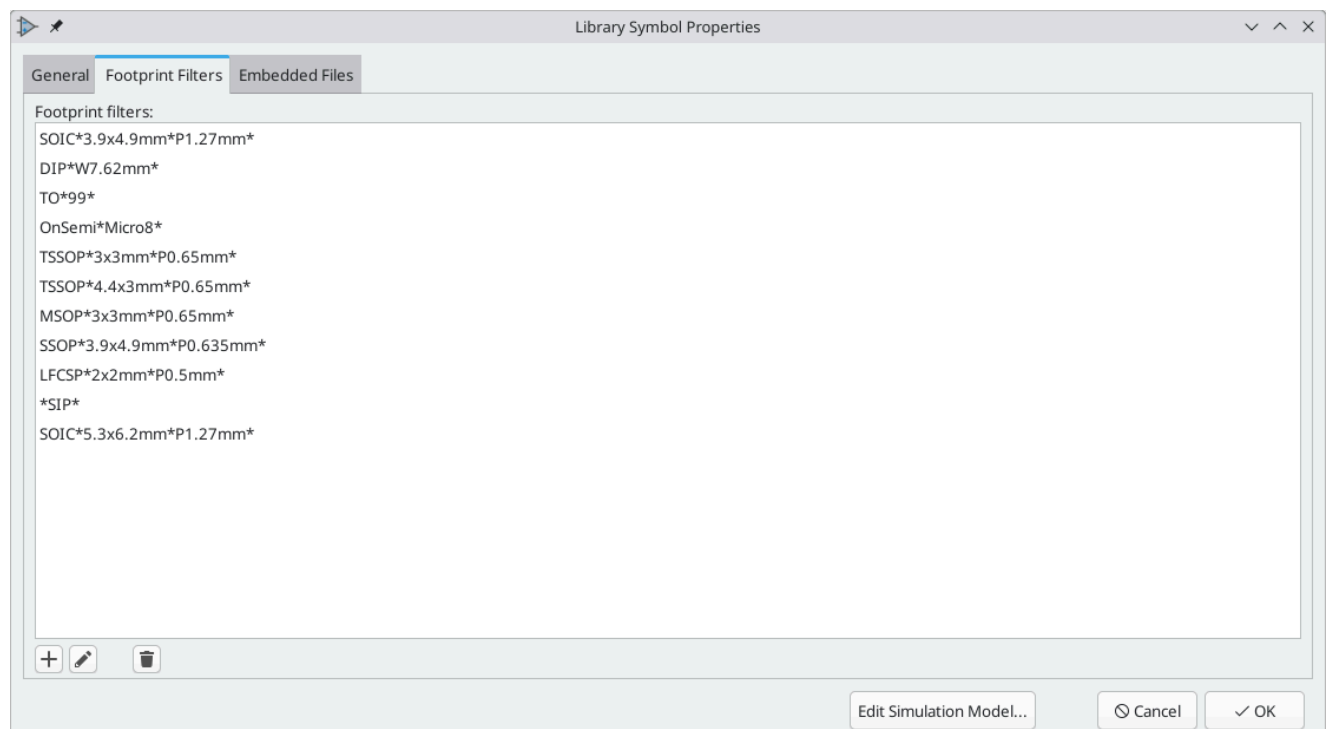 Library Symbol Properties
General Footprint Filters Embedded Files
Footprint filters:
SOIC*3.9x4.9mm*P1.27mm*
DIP*W7.62mm*
TO*99*
OnSemi*Micro8*
TSSOP*3x3mm*P0.65mm*
TSSOP*4.4x3mm*P0.65mm*
MSOP*3x3mm*P0.65mm*
SSOP*3.9x4.9mm*P0.635mm*
LFCSP*2x2mm*P0.5mm*
*SIP*
SOIC*5.3x6.2mm*P1.27mm*
Edit Simulation Model... Cancel OK